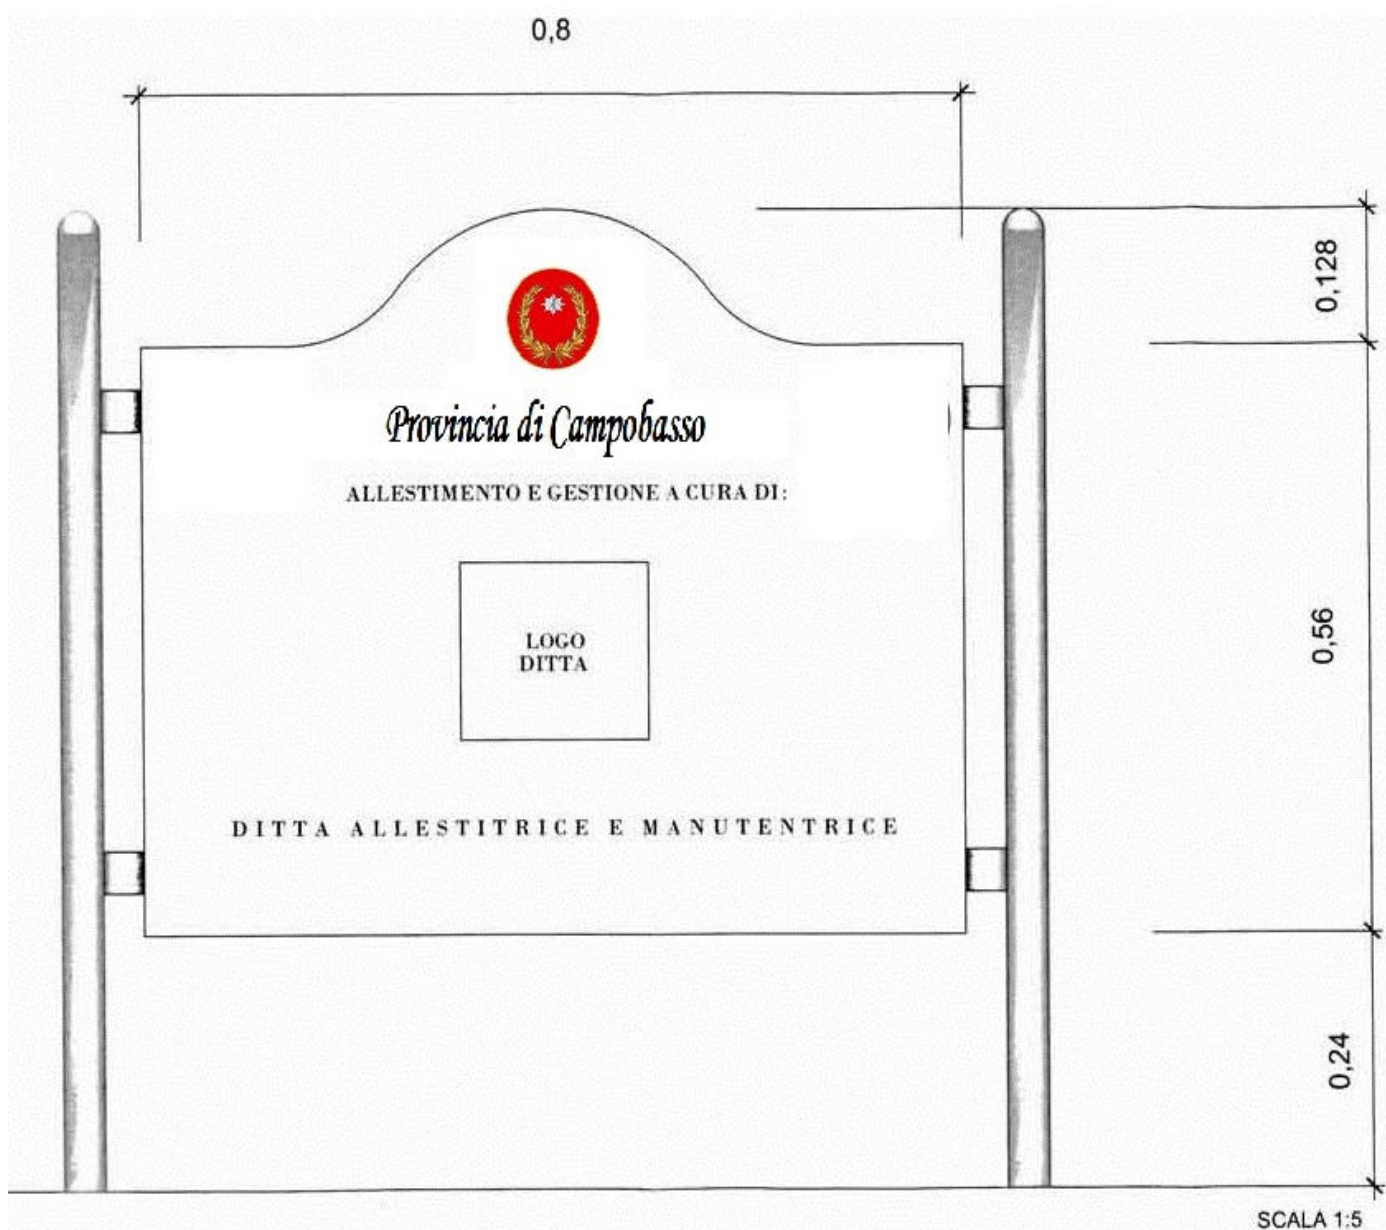 0,8
0,128
Provincia di Campobasso
ALLESTIMENTO E GESTIONE A CURA DI:
0,56
LOGO
DITTA
DITTA ALLESTITRICE E MANUTENTRICE
0,24
SCALA 1:5